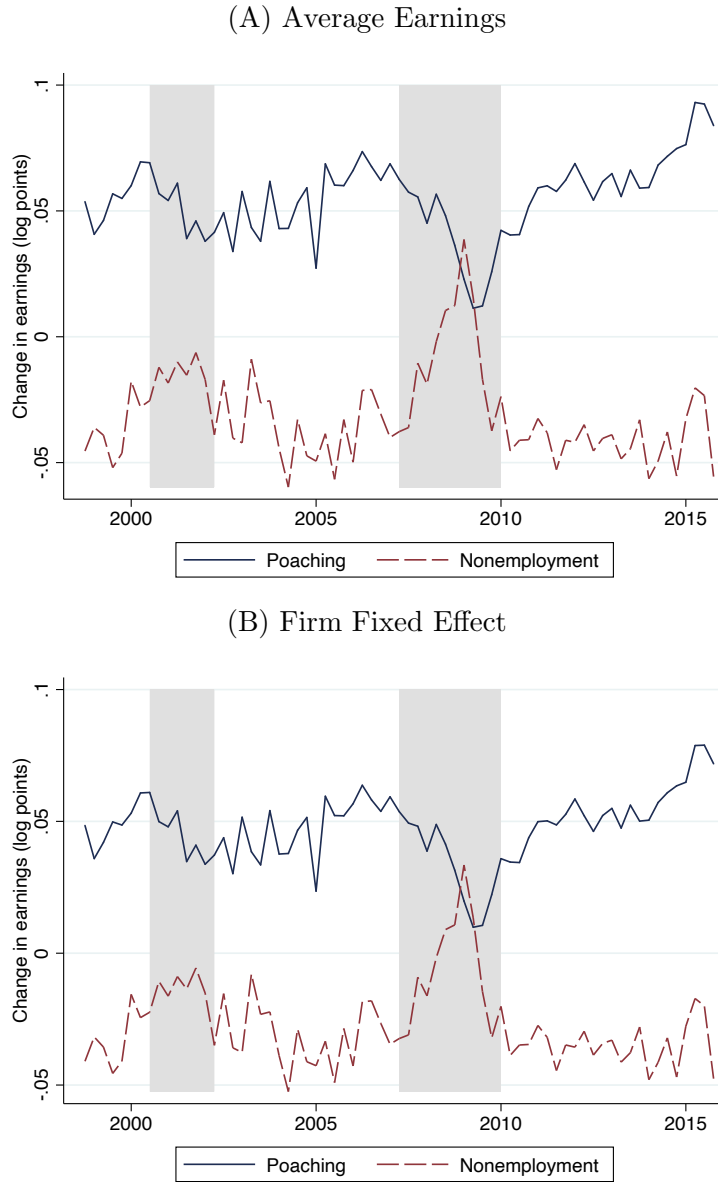 (A) Average Earnings
Change in earnings (log points)
.1
.05
0
-.05
2000 2005 2010 2015
Poaching Nonemployment
(B) Firm Fixed Effect
Change in earnings (log points)
.1
.05
0
-.05
2000 2005 2010 2015
Poaching Nonemployment